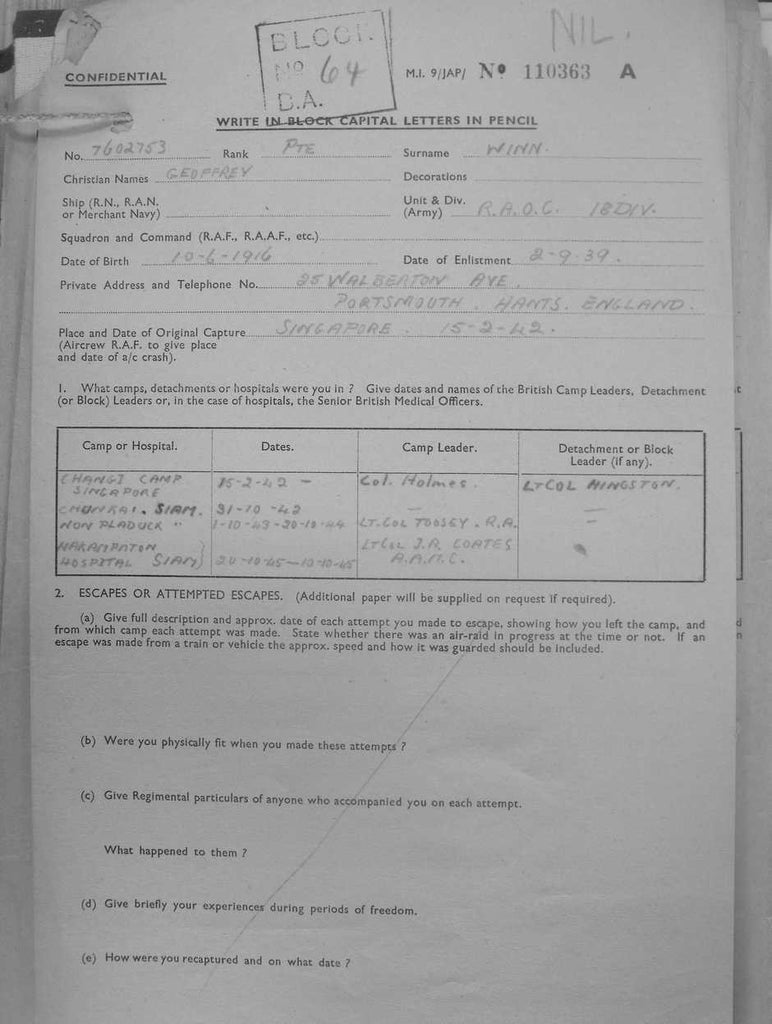 NIL.
BLOCK
No 64
D.A.
CONFIDENTIAL
M.I. 9/JAP/ No 110363 A
WRITE IN BLOCK CAPITAL LETTERS IN PENCIL
No. 7602753 Rank PTE Surname WINN.
Christian Names GEOFFREY Decorations
Ship (R.N., R.A.N. or Merchant Navy) Unit & Div. (Army) R.A.O.C. 18 DIV.
Squadron and Command (R.A.F., R.A.A.F., etc.)
Date of Birth 10-6-1916 Date of Enlistment 2-9-39.
Private Address and Telephone No. 25 WALBERTON AVE,
PORTSMOUTH. HANTS. ENGLAND.
Place and Date of Original Capture SINGAPORE. 15-2-42.
(Aircrew R.A.F. to give place
and date of a/c crash).
1. What camps, detachments or hospitals were you in ? Give dates and names of the British Camp Leaders, Detachment
(or Block) Leaders or, in the case of hospitals, the Senior British Medical Officers.
Camp or Hospital. Dates. Camp Leader. Detachment or Block
Leader (if any).
CHANGI CAMP 15-2-42 - Col. Holmes. LT COL HINGSTON.
SINGAPORE
CHUNKAI. SIAM. 31-10-42 — —
NON PLADUCK " 1-10-43-20-10-44 LT. COL TOOSEY. R.A. —
NAKAMPATON ) LT COL J.A. COATES
HOSPITAL SIAM) -10-45 R.A.M.C.
2. ESCAPES OR ATTEMPTED ESCAPES. (Additional paper will be supplied on request if required).
(a) Give full description and approx. date of each attempt you made to escape, showing how you left the camp, and
from which camp each attempt was made. State whether there was an air-raid in progress at the time or not. If an
escape was made from a train or vehicle the approx. speed and how it was guarded should be included.
(b) Were you physically fit when you made these attempts ?
(c) Give Regimental particulars of anyone who accompanied you on each attempt.
What happened to them ?
(d) Give briefly your experiences during periods of freedom.
(e) How were you recaptured and on what date ?